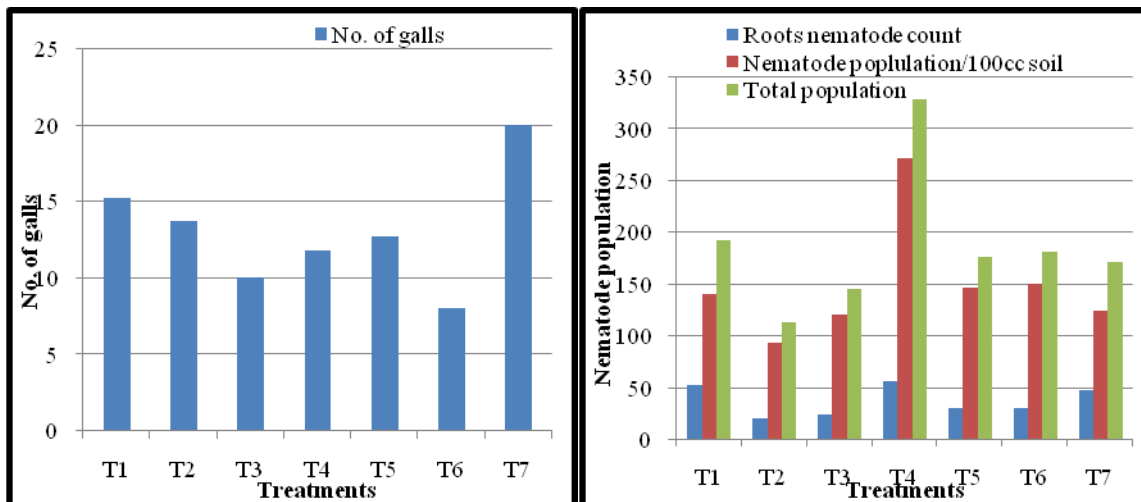 No. of galls
25
20
15
10
5
0
No. of galls
T1 T2 T3 T4 T5 T6 T7
Treatments
Roots nematode count
Nematode poplulation/100cc soil
Total population
350
300
250
200
150
100
50
0
Nematode population
T1 T2 T3 T4 T5 T6 T7
Treatments